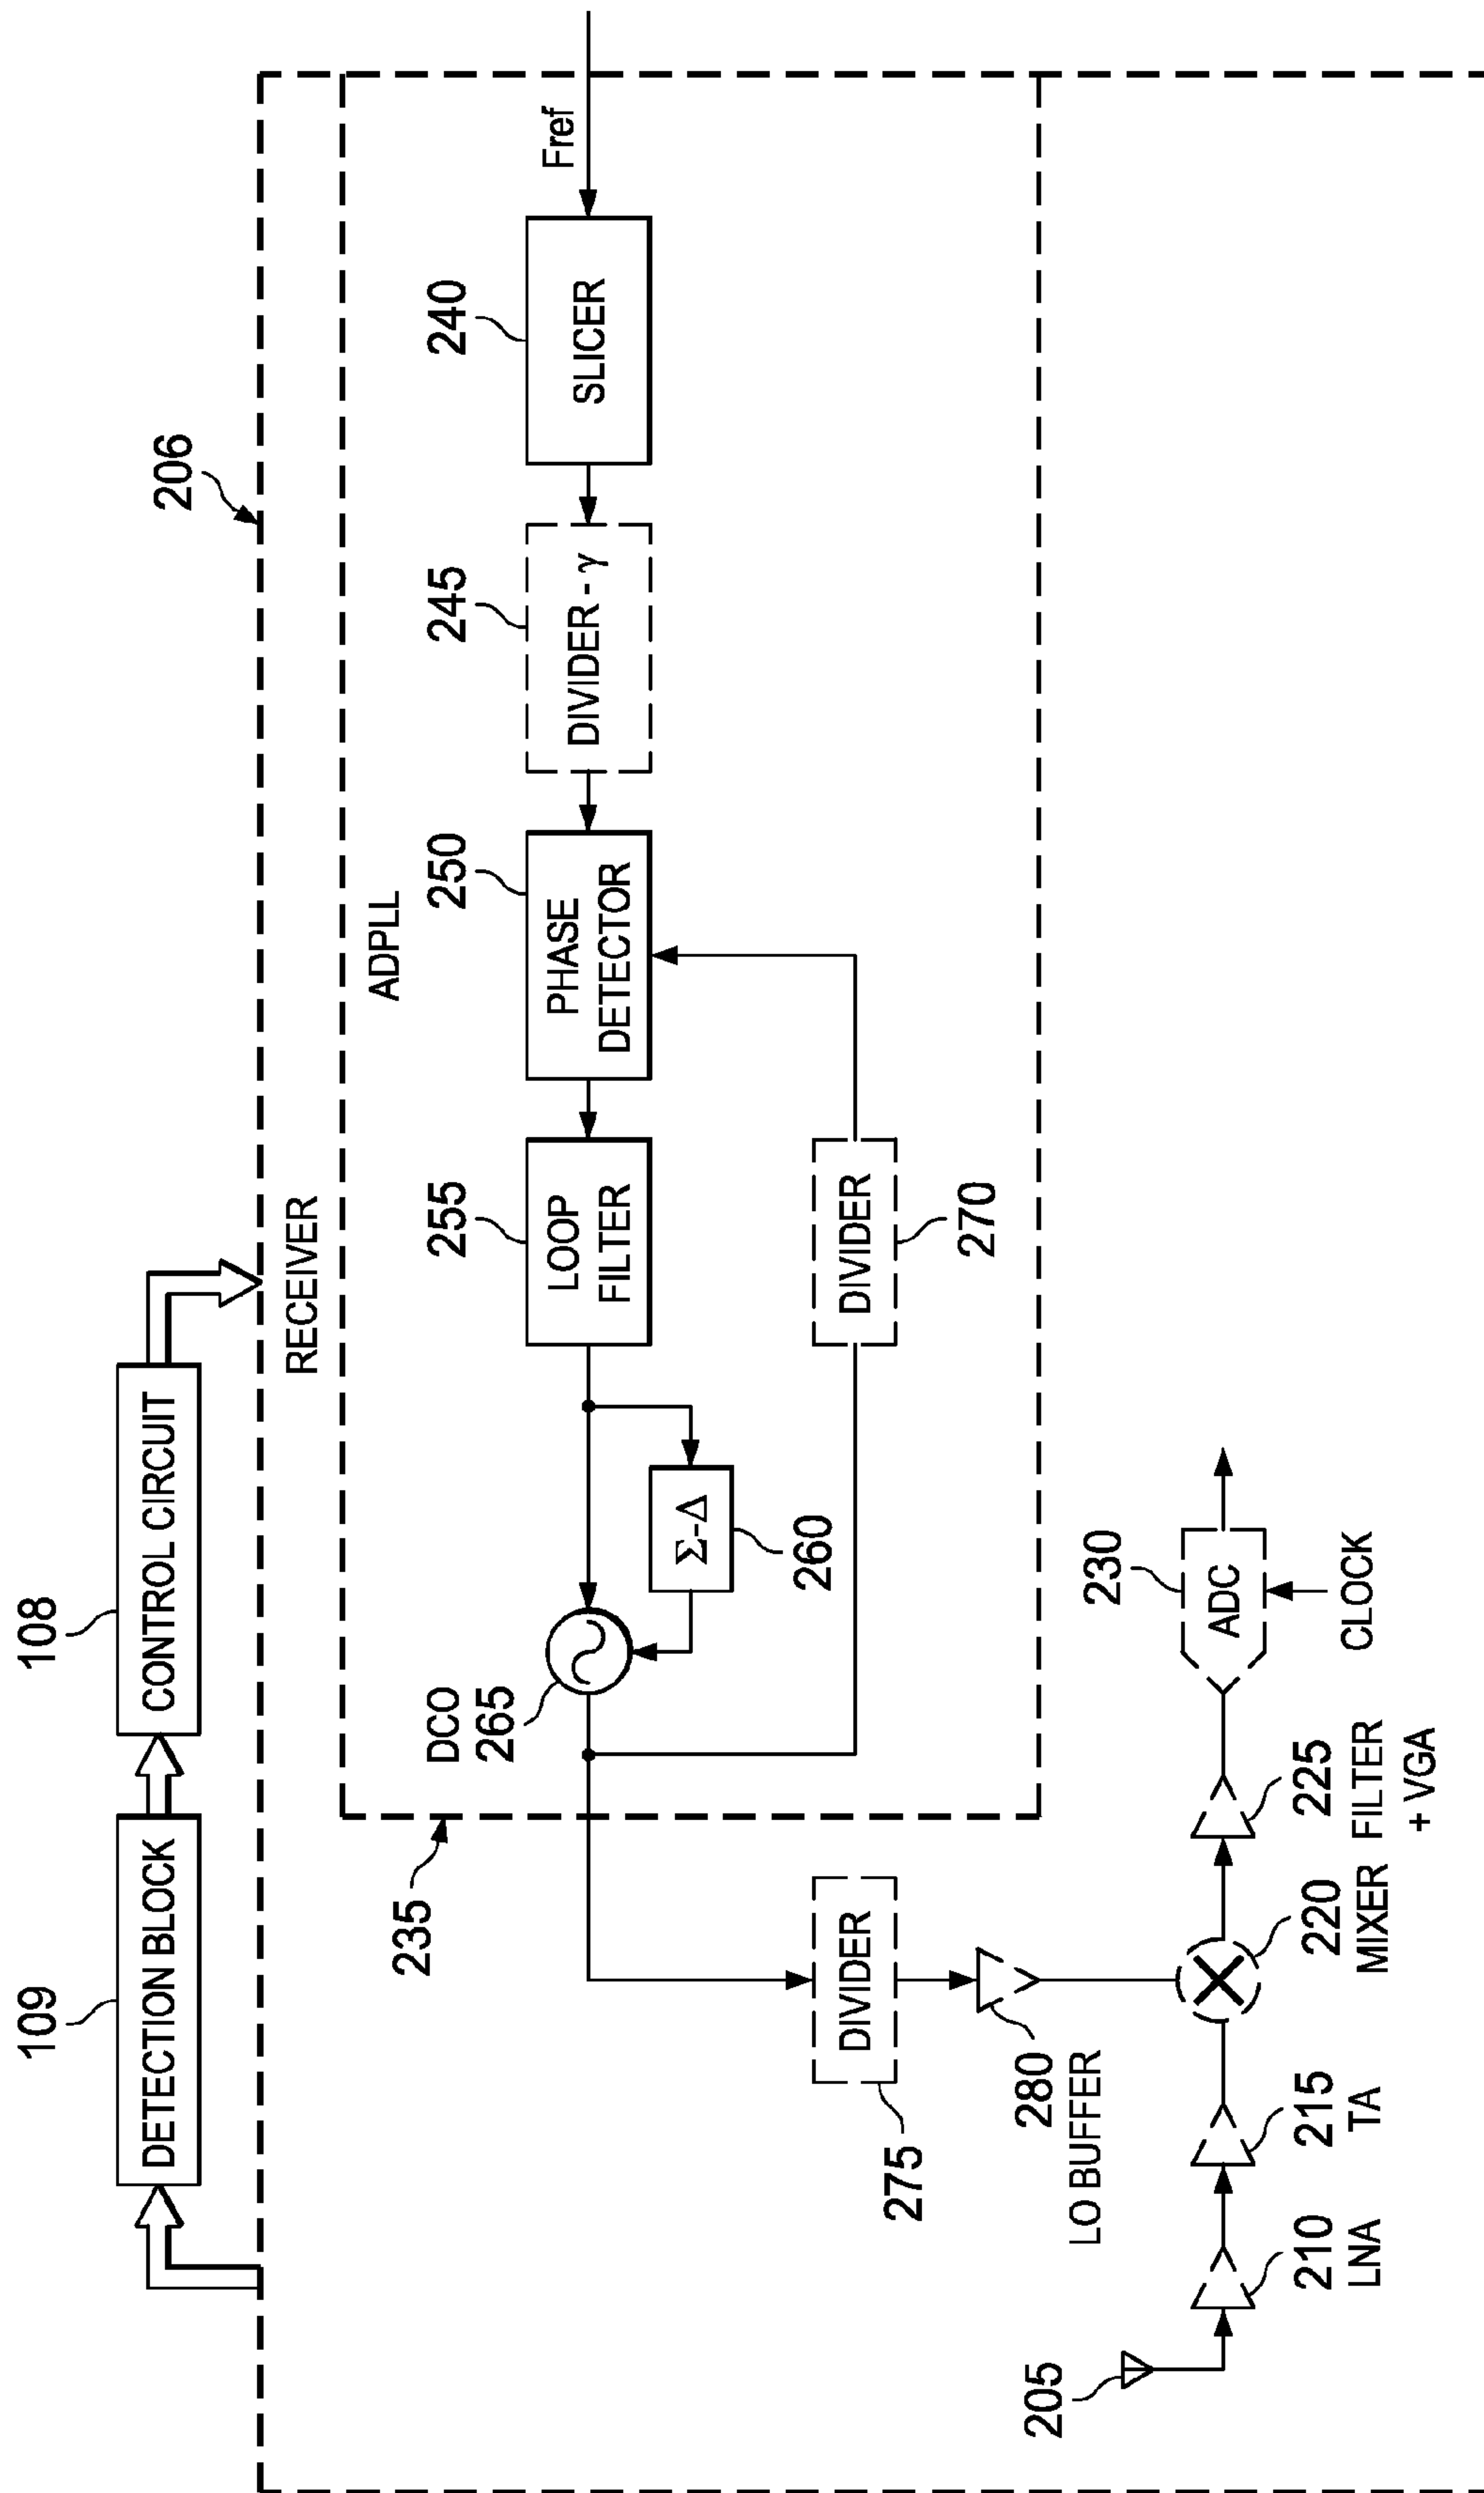 109
DETECTION BLOCK
108
CONTROL CIRCUIT
206
RECEIVER
ADPLL
235
DCO
265
255
LOOP
FILTER
250
PHASE
DETECTOR
245
DIVIDER - γ
240
SLICER
Fref
Σ-Δ
260
DIVIDER
270
DIVIDER
275
280
LO BUFFER
205
210
LNA
215
TA
220
MIXER
225
FILTER
+ VGA
230
ADC
CLOCK